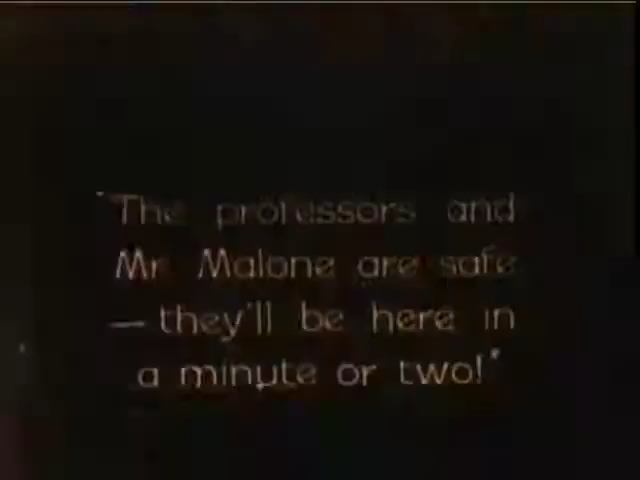 "The professors and
Mr. Malone are safe
— they'll be here in
a minute or two!"